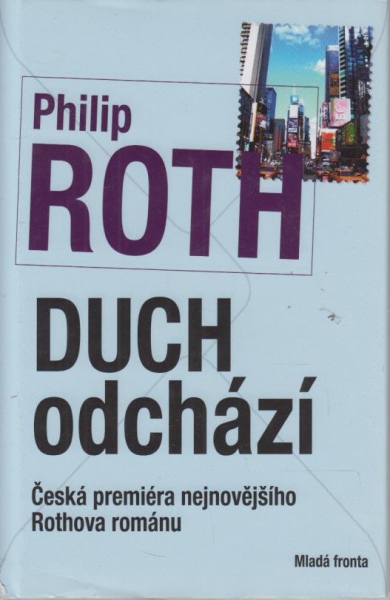 Philip
ROTH
DUCH
odchází
Česká premiéra nejnovějšího
Rothova románu
Mladá fronta